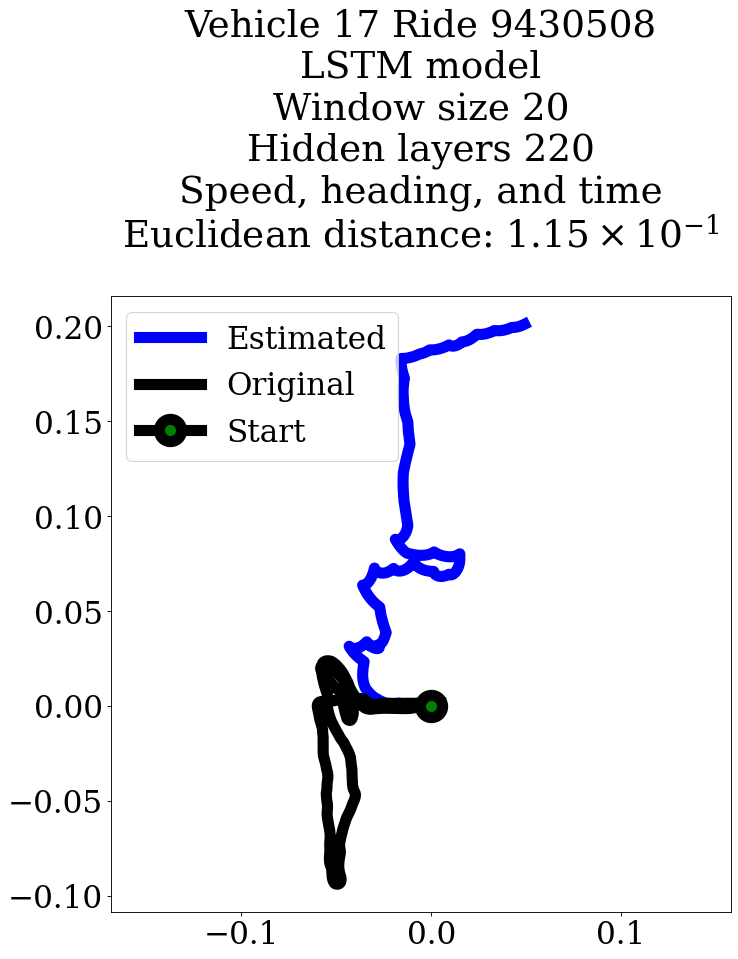 Vehicle 17 Ride 9430508
LSTM model
Window size 20
Hidden layers 220
Speed, heading, and time
Euclidean distance: 1.15 × 10⁻¹
Estimated
Original
Start
0.20
0.15
0.10
0.05
0.00
−0.05
−0.10
−0.1 0.0 0.1